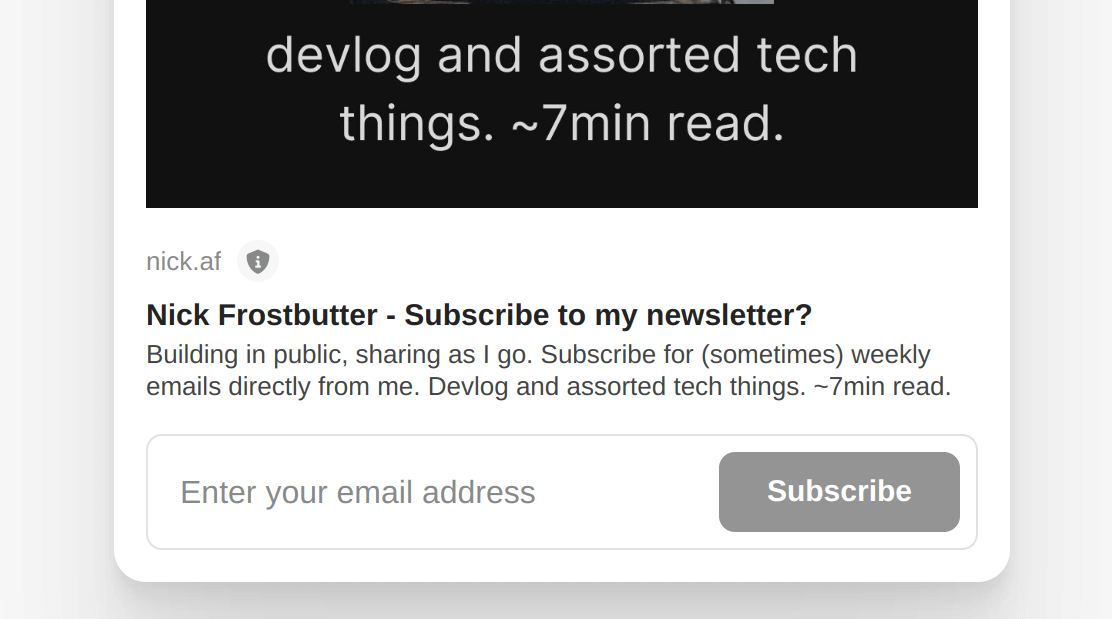 devlog and assorted tech
things. ~7min read.
nick.af
Nick Frostbutter - Subscribe to my newsletter?
Building in public, sharing as I go. Subscribe for (sometimes) weekly
emails directly from me. Devlog and assorted tech things. ~7min read.
Enter your email address
Subscribe